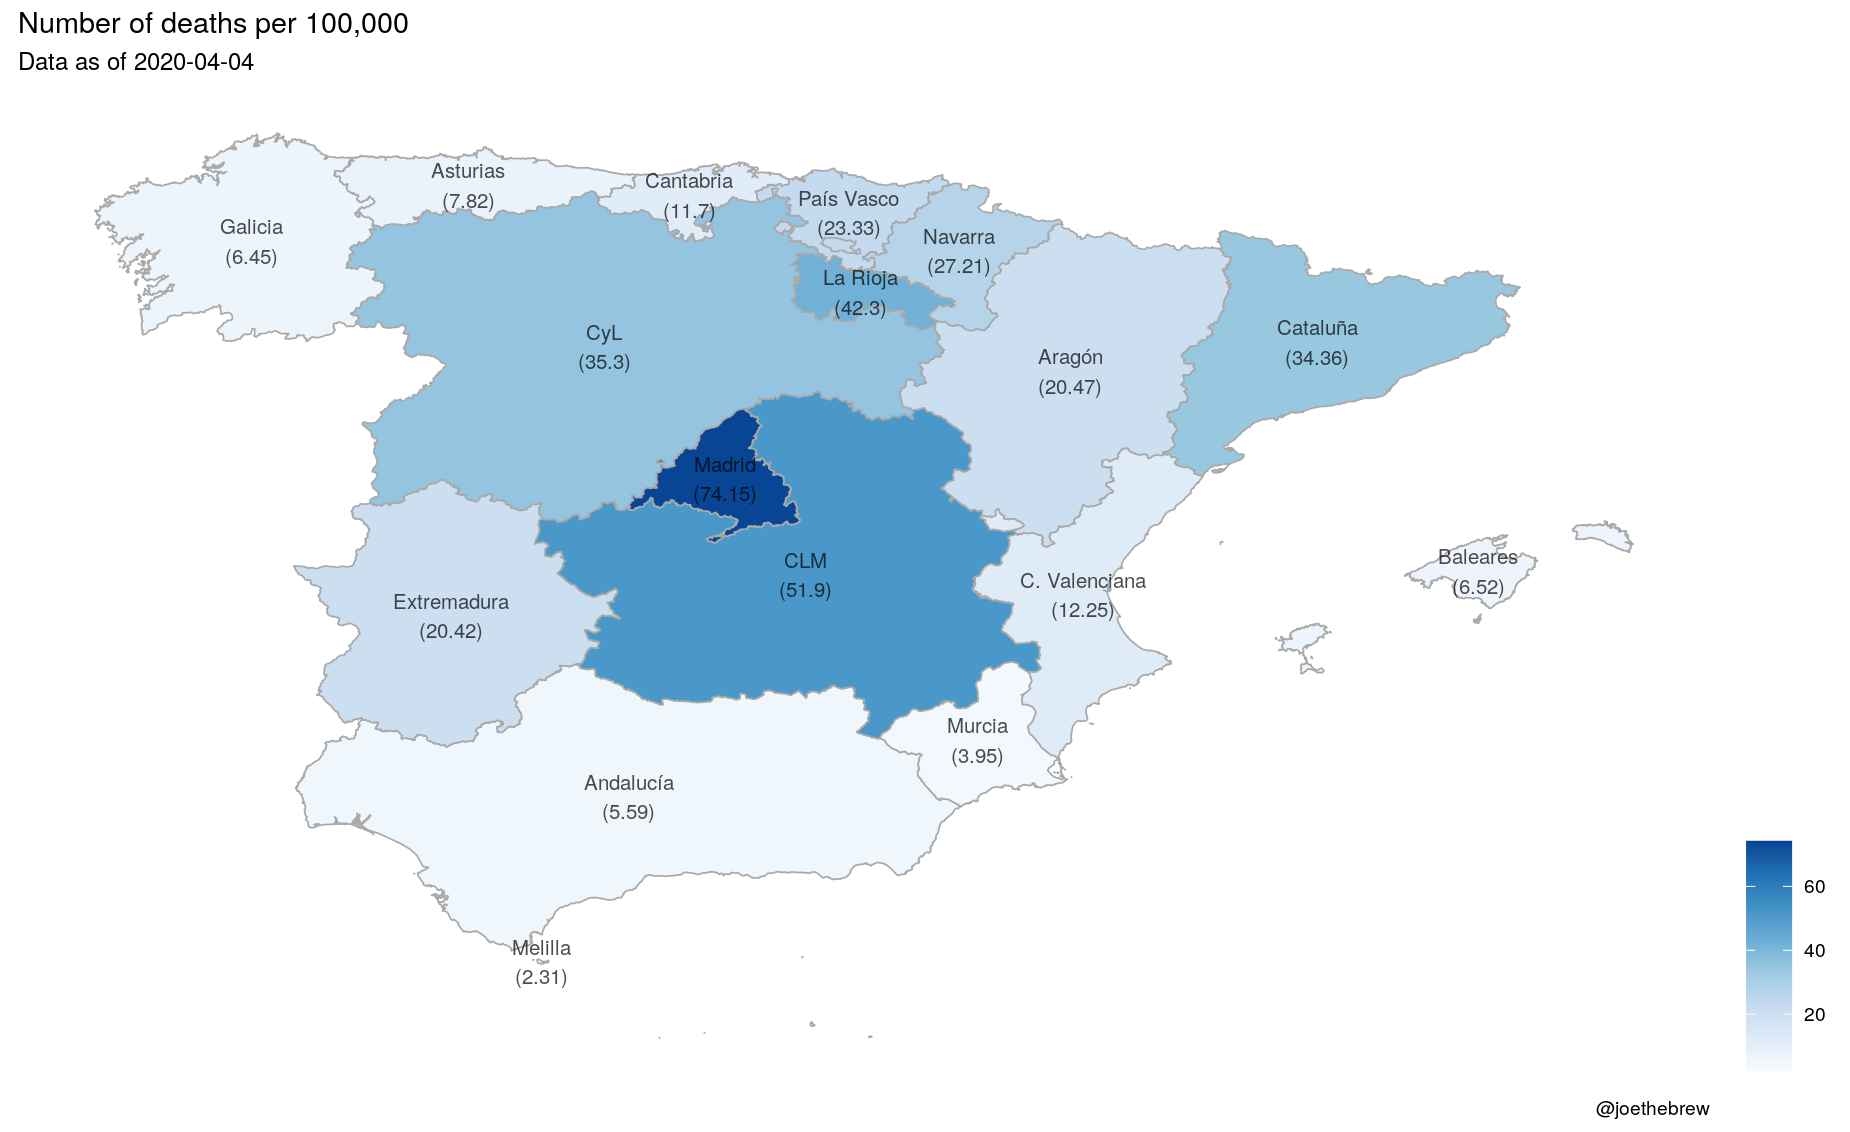 Number of deaths per 100,000
Data as of 2020-04-04
Asturias
(7.82)
Cantabria
(11.7)
País Vasco
(23.33)
Galicia
(6.45)
Navarra
(27.21)
La Rioja
(42.3)
CyL
(35.3)
Cataluña
(34.36)
Aragón
(20.47)
Madrid
(74.15)
CLM
(51.9)
Baleares
(6.52)
C. Valenciana
(12.25)
Extremadura
(20.42)
Murcia
(3.95)
Andalucía
(5.59)
Melilla
(2.31)
60
40
20
@joethebrew